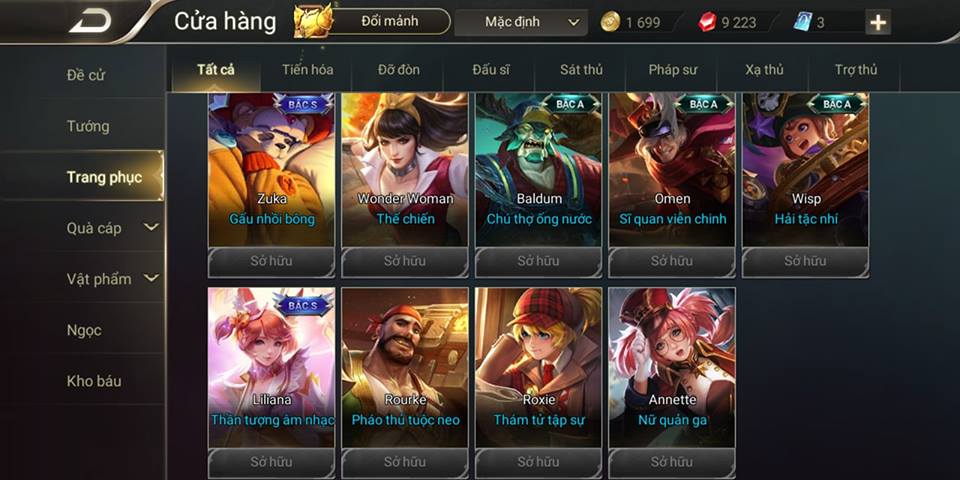 Cửa hàng
Đổi mảnh
Mặc định
1 699
9 223
3
Đề cử
Tướng
Trang phục
Quà cáp
Vật phẩm
Ngọc
Kho báu
Tất cả
Tiến hóa
Đỡ đòn
Đấu sĩ
Sát thủ
Pháp sư
Xạ thủ
Trợ thủ
BẬC S
Zuka
Gấu nhồi bông
Sở hữu
Wonder Woman
Thế chiến
Sở hữu
BẬC A
Baldum
Chú thợ ống nước
Sở hữu
BẬC A
Omen
Sĩ quan viễn chinh
Sở hữu
BẬC A
Wisp
Hải tặc nhí
Sở hữu
BẬC S
Liliana
Thần tượng âm nhạc
Sở hữu
Rourke
Pháo thủ tuộc neo
Sở hữu
Roxie
Thám tử tập sự
Sở hữu
Annette
Nữ quản ga
Sở hữu